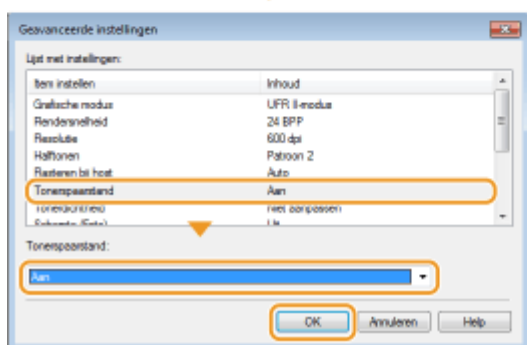 Geavanceerde instellingen
Lijst met instellingen:
Item instellen Inhoud
Grafische modus UFR II-modus
Rendersnelheid 24 BPP
Resolutie 600 dpi
Halftonen Patroon 2
Rasteren bij host Auto
Tonerspaarstand Aan
Tonerdichtheid Niet aanpassen
Tonerspaarstand:
Aan
OK Annuleren Help